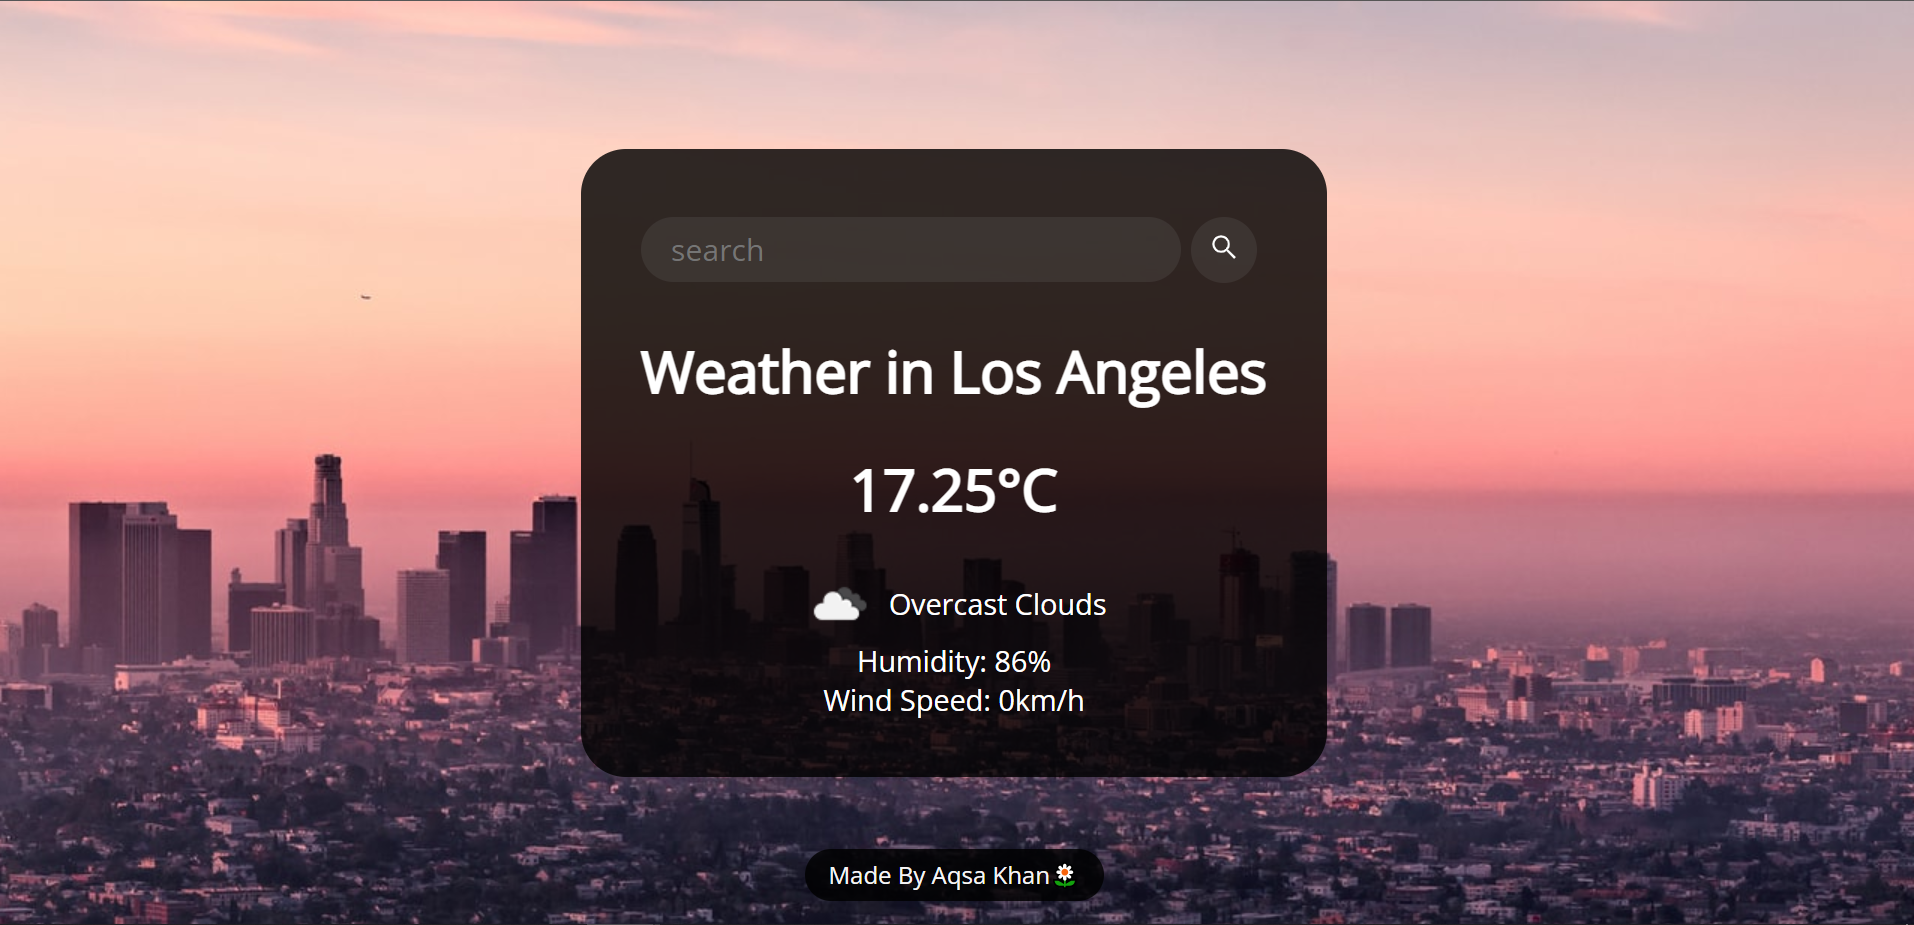 search
Weather in Los Angeles
17.25°C
Overcast Clouds
Humidity: 86%
Wind Speed: 0km/h
Made By Aqsa Khan🌼